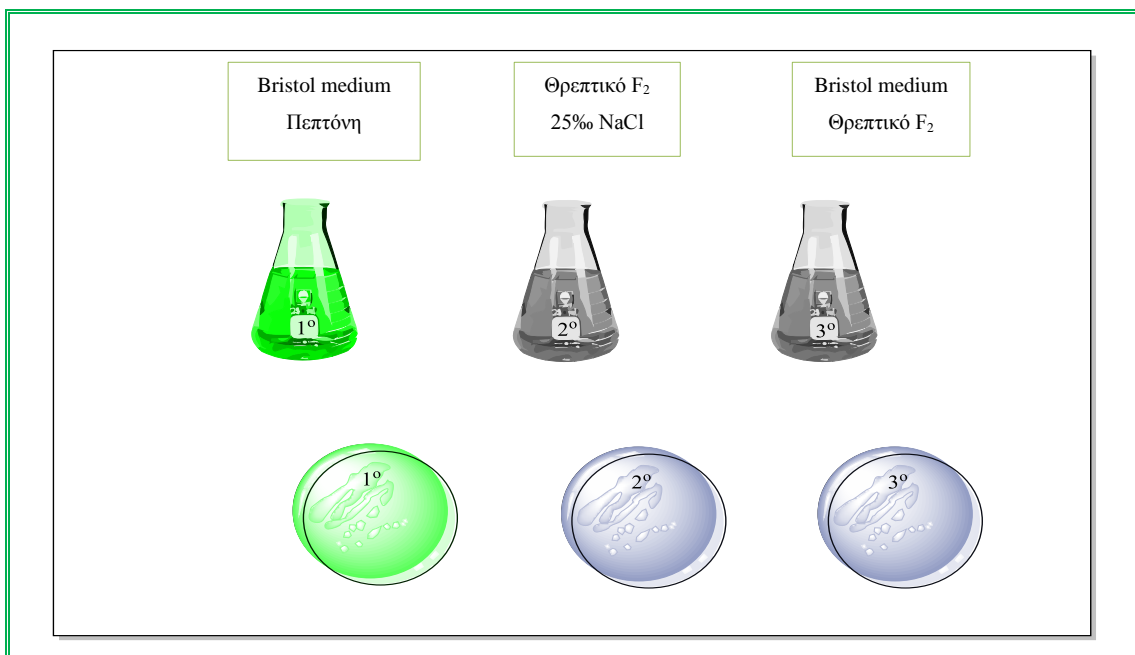 Bristol medium
Πεπτόνη
Θρεπτικό F₂
25‰ NaCl
Bristol medium
Θρεπτικό F₂
1º
2º
3º
1º
2º
3º